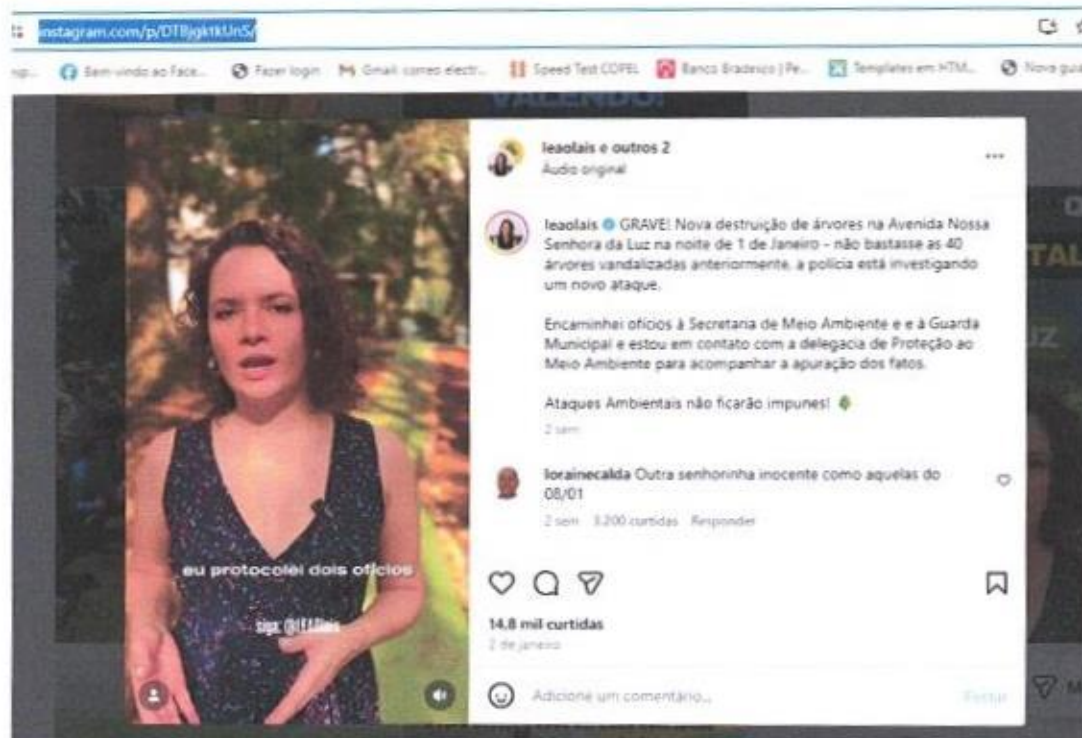 instagram.com/p/DTBjgktkUnS/
Bem-vindo ao Face...
Fazer login
Gmail: correo electr...
Speed Test COPEL
Banco Bradesco | Pe...
Templates em HTM...
Nova guia
VALENDO!
leaolais e outros 2
Áudio original
leaolais GRAVE! Nova destruição de árvores na Avenida Nossa
Senhora da Luz na noite de 1 de Janeiro - não bastasse as 40
árvores vandalizadas anteriormente, a polícia está investigando
um novo ataque.
Encaminhei ofícios à Secretaria de Meio Ambiente e e à Guarda
Municipal e estou em contato com a delegacia de Proteção ao
Meio Ambiente para acompanhar a apuração dos fatos.
Ataques Ambientais não ficarão impunes!
2 sem
lorainecalda Outra senhorinha inocente como aquelas do
08/01
2 sem 3.200 curtidas Responder
eu protocolei dois ofícios
siga: @LEAOlais
14,8 mil curtidas
2 de janeiro
Adicione um comentário...
Postar
TAL
UZ